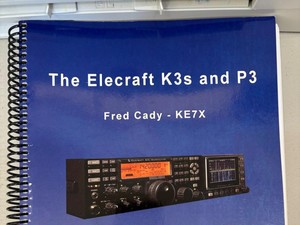 The Elecraft K3s and P3
Fred Cady - KE7X